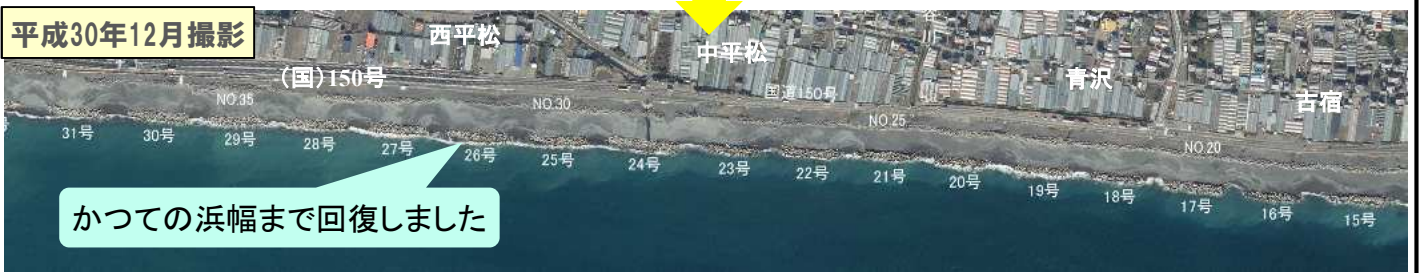 平成30年12月撮影
西平松
中平松
(国)150号
国道150号
青沢
古宿
NO.35
NO.30
NO.25
NO.20
31号
30号
29号
28号
27号
26号
25号
24号
23号
22号
21号
20号
19号
18号
17号
16号
15号
かつての浜幅まで回復しました